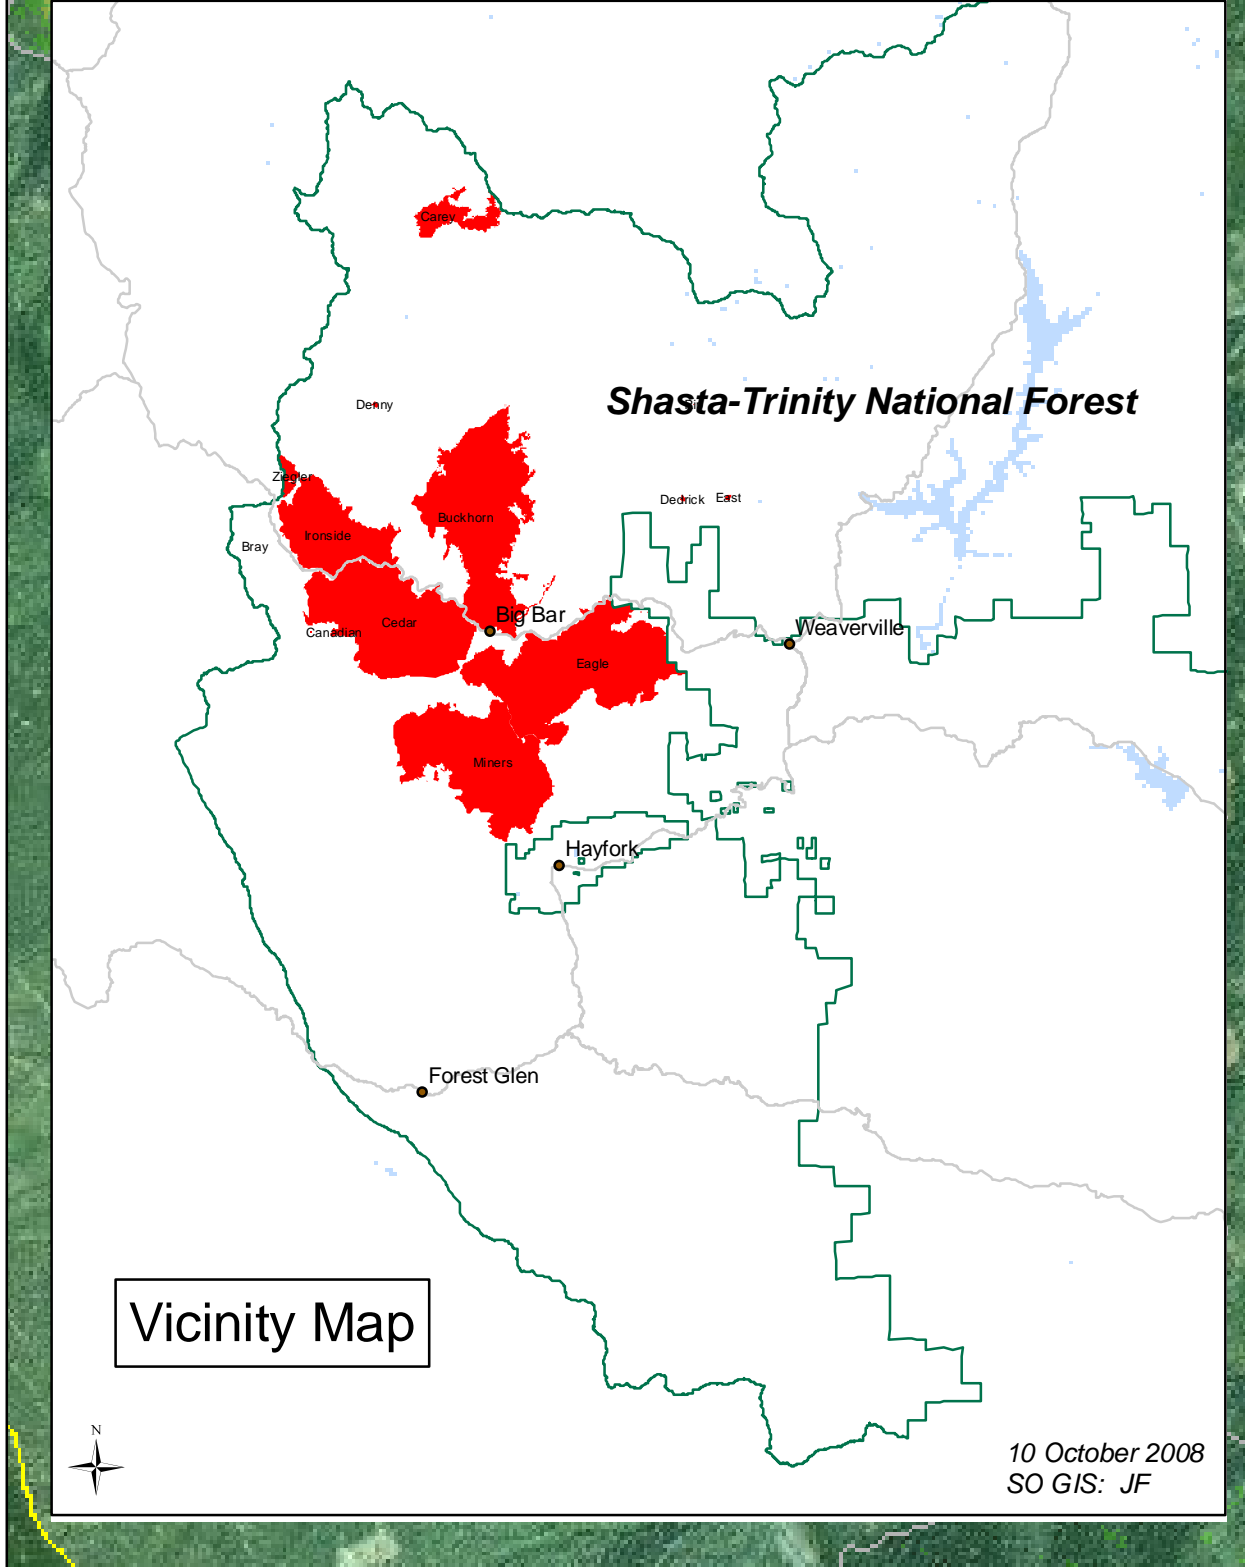 Carey
Shasta-Trinity National Forest
Denny
Ziegler
Dedrick
East
Buckhorn
Ironside
Bray
Big Bar
Cedar
Canadian
Weaverville
Eagle
Miners
Hayfork
Forest Glen
Vicinity Map
N
10 October 2008
SO GIS: JF